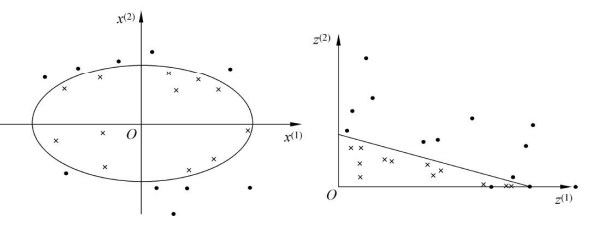 x(2)
x(1)
O
z(2)
z(1)
O